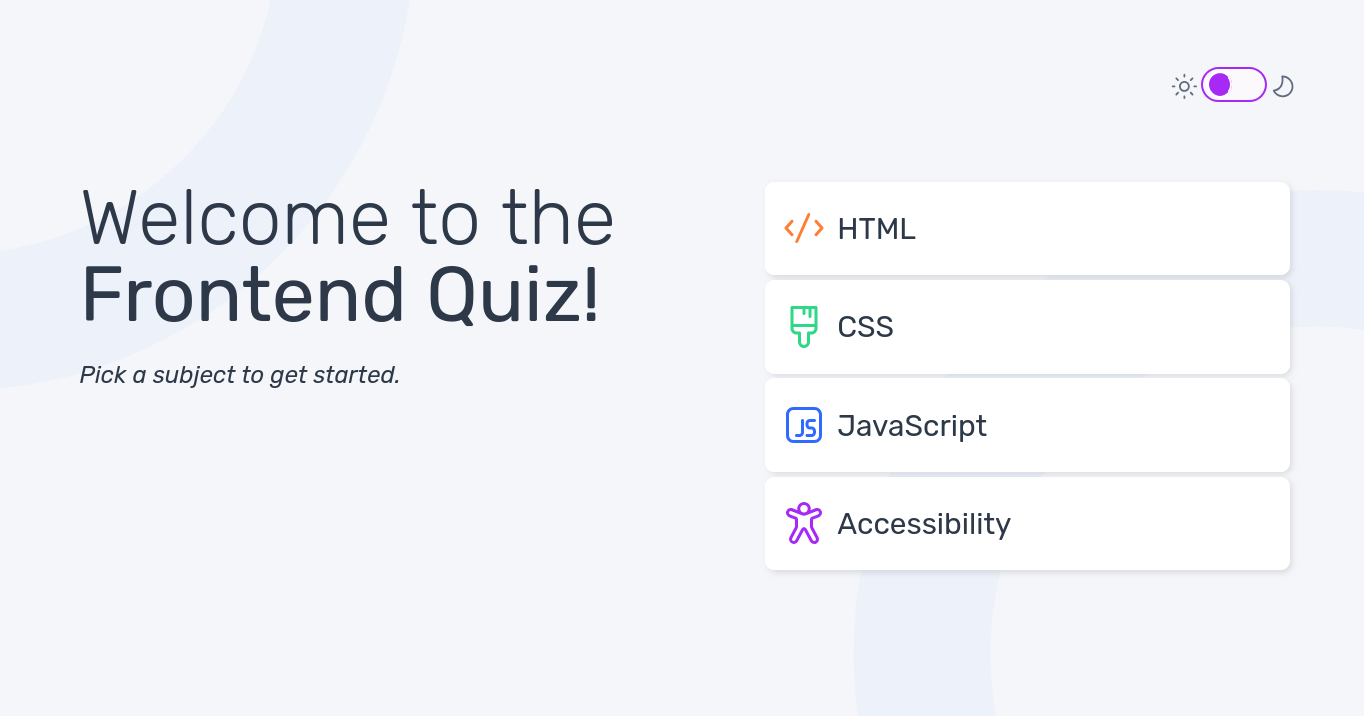 Welcome to the
Frontend Quiz!
Pick a subject to get started.
HTML
CSS
JS JavaScript
Accessibility